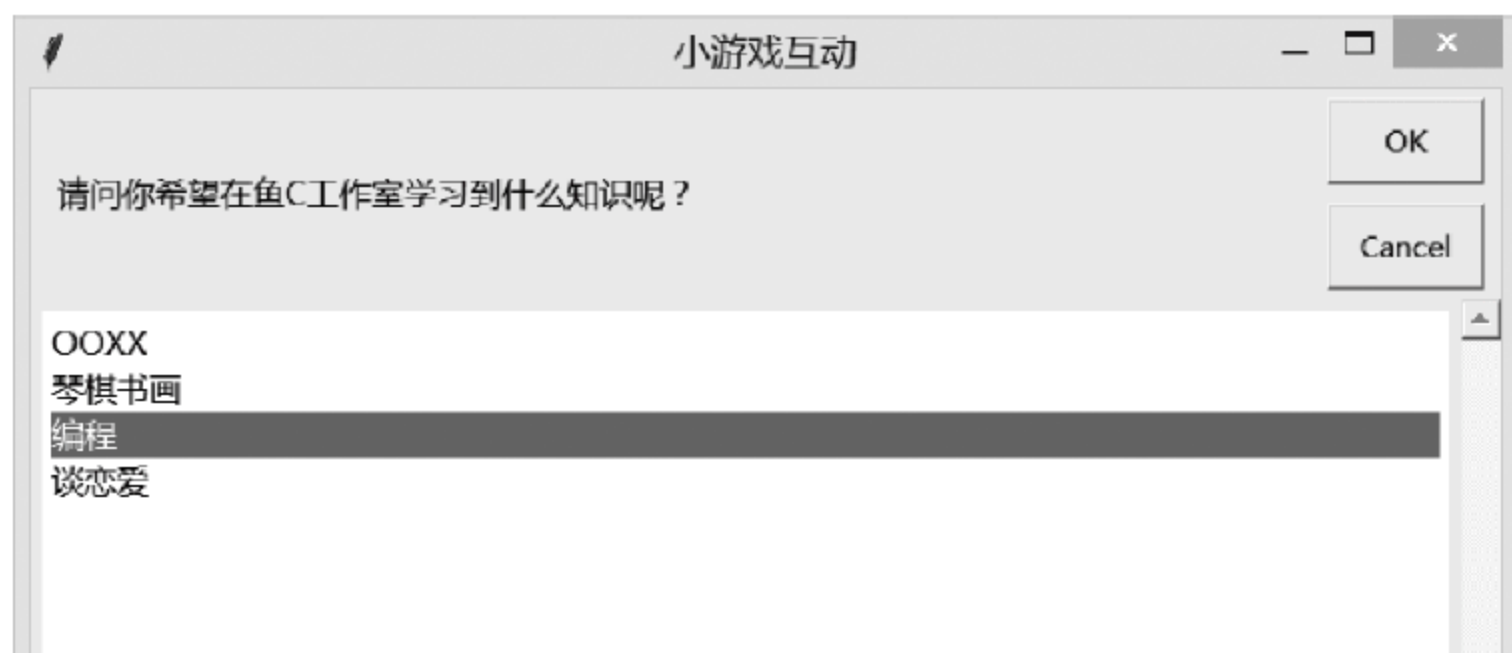 小游戏互动
OK
请问你希望在鱼C工作室学习到什么知识呢？
Cancel
OOXX
琴棋书画
编程
谈恋爱